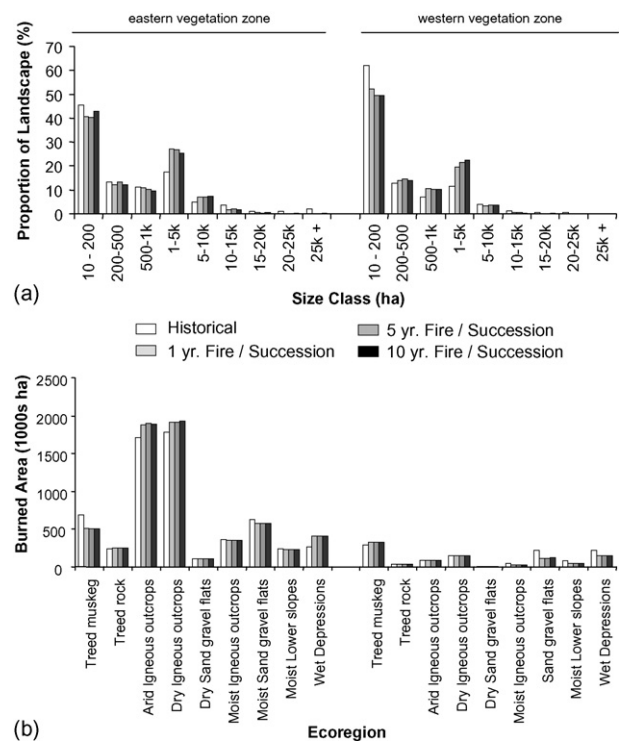 eastern vegetation zone western vegetation zone
Proportion of Landscape (%)
70
60
50
40
30
20
10
0
10 - 200
200-500
500-1k
1-5k
5-10k
10-15k
15-20k
20-25k
25k +
10 - 200
200-500
500-1k
1-5k
5-10k
10-15k
15-20k
20-25k
25k +
(a)
Size Class (ha)
Historical 5 yr. Fire / Succession
1 yr. Fire / Succession 10 yr. Fire / Succession
Burned Area (1000s ha)
2500
2000
1500
1000
500
0
Treed muskeg
Treed rock
Arid Igneous outcrops
Dry Igneous outcrops
Dry Sand gravel flats
Moist Igneous outcrops
Moist Sand gravel flats
Moist Lower slopes
Wet Depressions
Treed muskeg
Treed rock
Arid Igneous outcrops
Dry Igneous outcrops
Dry Sand gravel flats
Moist Igneous outcrops
Sand gravel flats
Moist Lower slopes
Wet Depressions
(b)
Ecoregion